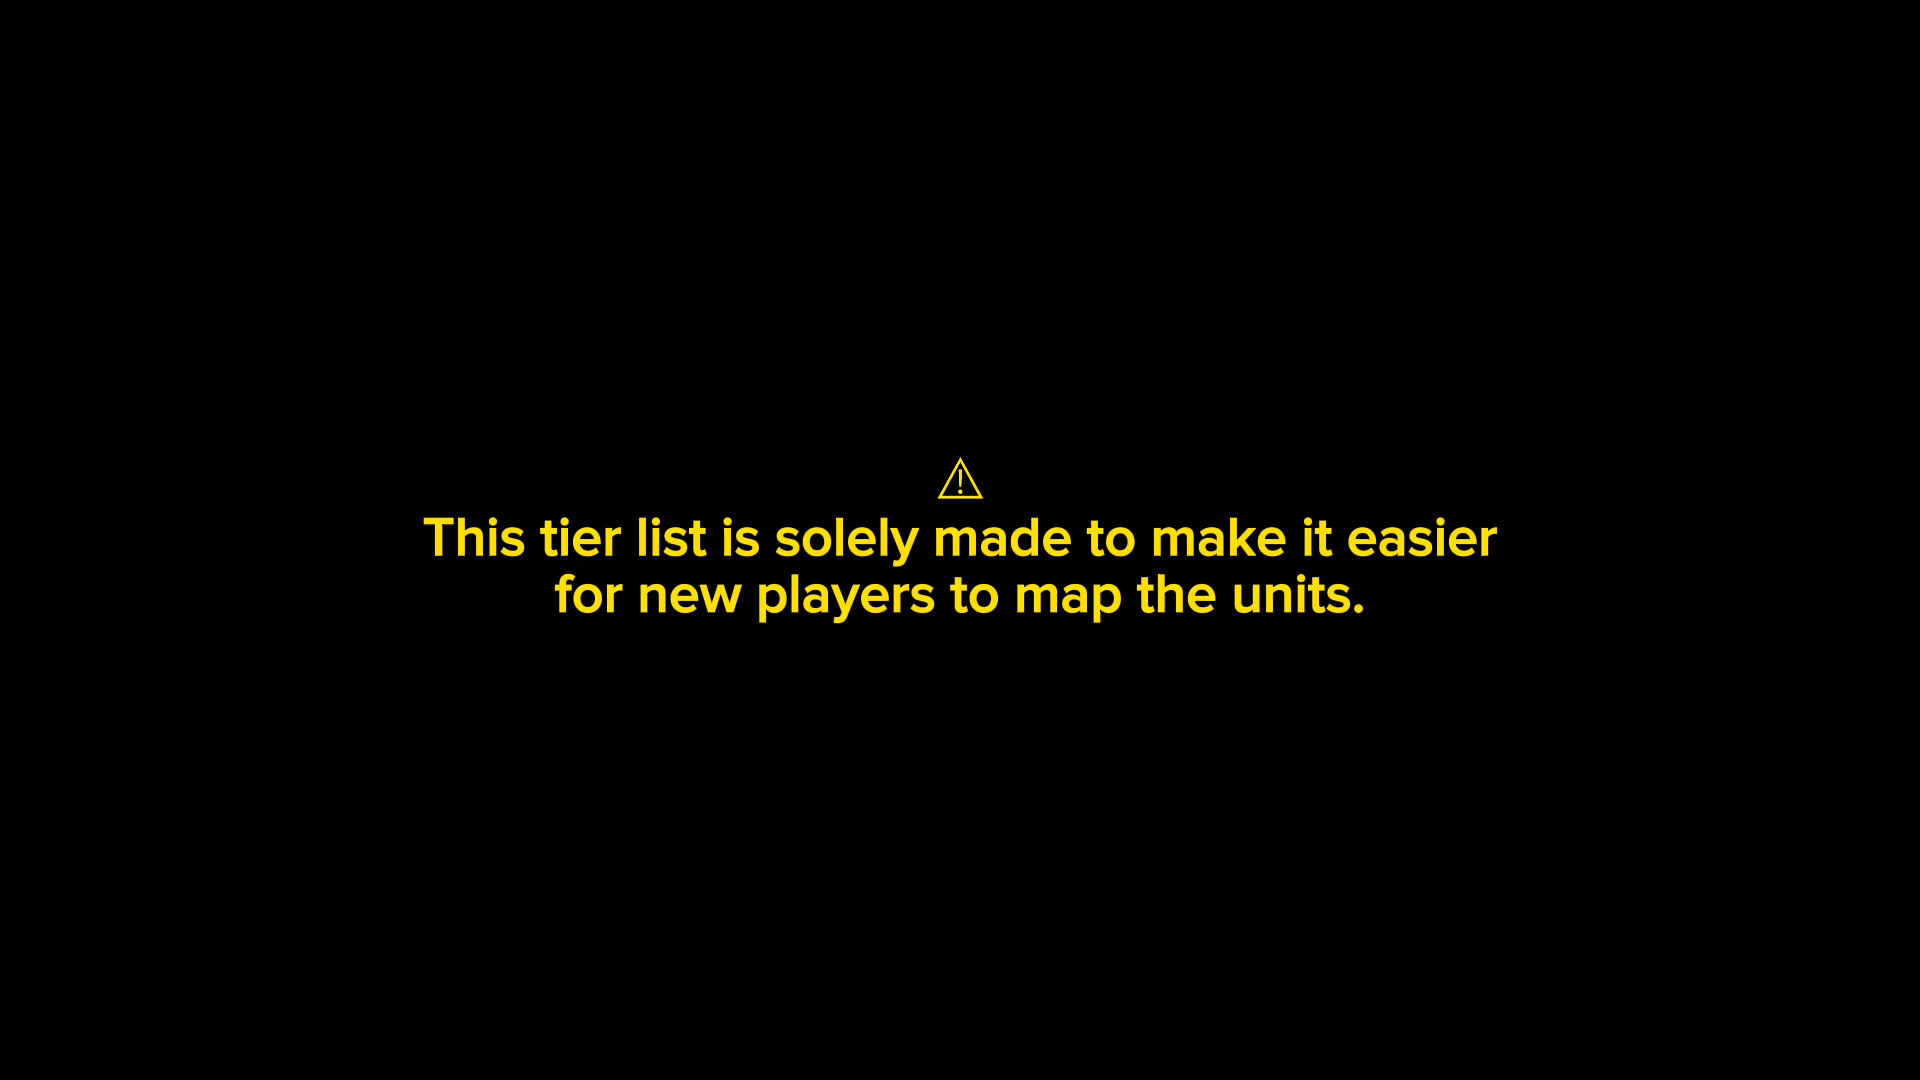 ⚠
This tier list is solely made to make it easier
for new players to map the units.